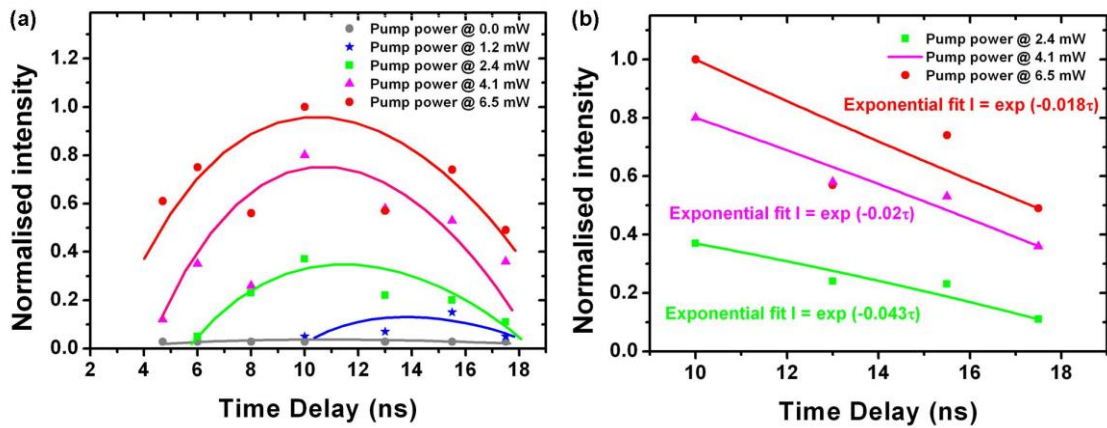 (a)
Pump power @ 0.0 mW
Pump power @ 1.2 mW
Pump power @ 2.4 mW
Pump power @ 4.1 mW
Pump power @ 6.5 mW
Normalised intensity
1.2
1.0
0.8
0.6
0.4
0.2
0.0
2 4 6 8 10 12 14 16 18
Time Delay (ns)
(b)
Pump power @ 2.4 mW
Pump power @ 4.1 mW
Pump power @ 6.5 mW
Exponential fit I = exp (-0.018τ)
Exponential fit I = exp (-0.02τ)
Exponential fit I = exp (-0.043τ)
Normalised intensity
1.0
0.8
0.6
0.4
0.2
0.0
10 12 14 16 18
Time Delay (ns)